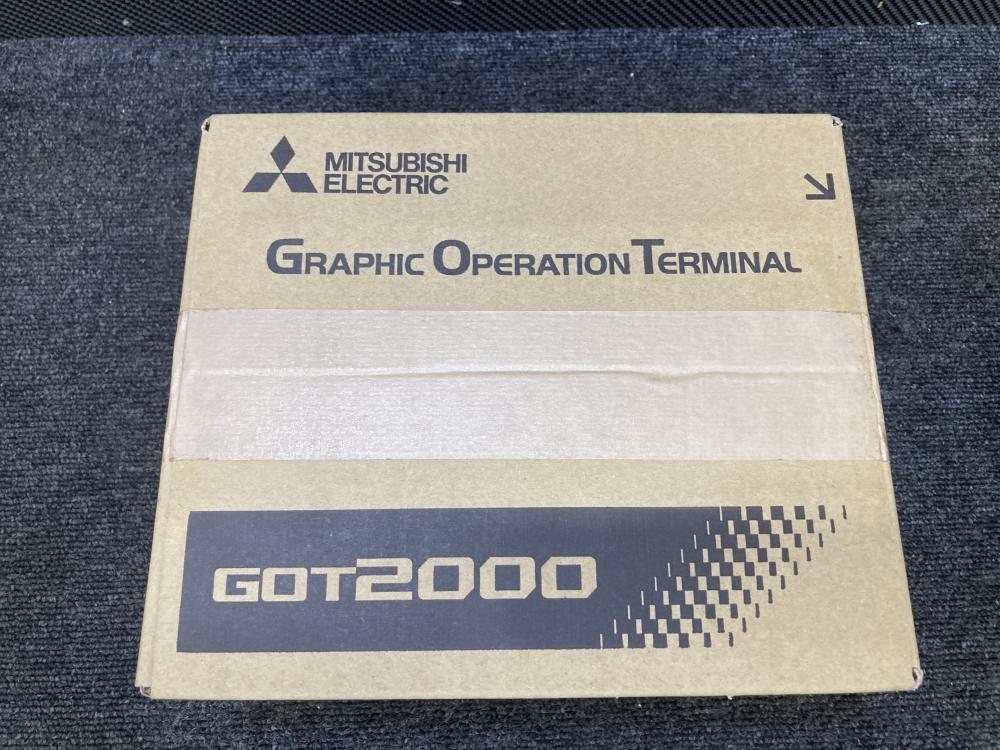 MITSUBISHI
ELECTRIC
GRAPHIC OPERATION TERMINAL
GOT2000